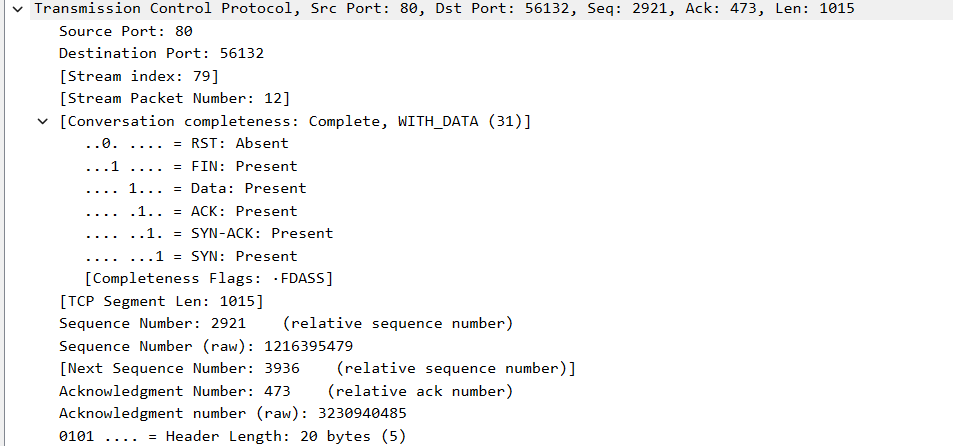 Transmission Control Protocol, Src Port: 80, Dst Port: 56132, Seq: 2921, Ack: 473, Len: 1015
Source Port: 80
Destination Port: 56132
[Stream index: 79]
[Stream Packet Number: 12]
[Conversation completeness: Complete, WITH_DATA (31)]
..0. .... = RST: Absent
...1 .... = FIN: Present
.... 1... = Data: Present
.... .1.. = ACK: Present
.... ..1. = SYN-ACK: Present
.... ...1 = SYN: Present
[Completeness Flags: ·FDASS]
[TCP Segment Len: 1015]
Sequence Number: 2921    (relative sequence number)
Sequence Number (raw): 1216395479
[Next Sequence Number: 3936    (relative sequence number)]
Acknowledgment Number: 473    (relative ack number)
Acknowledgment number (raw): 3230940485
0101 .... = Header Length: 20 bytes (5)